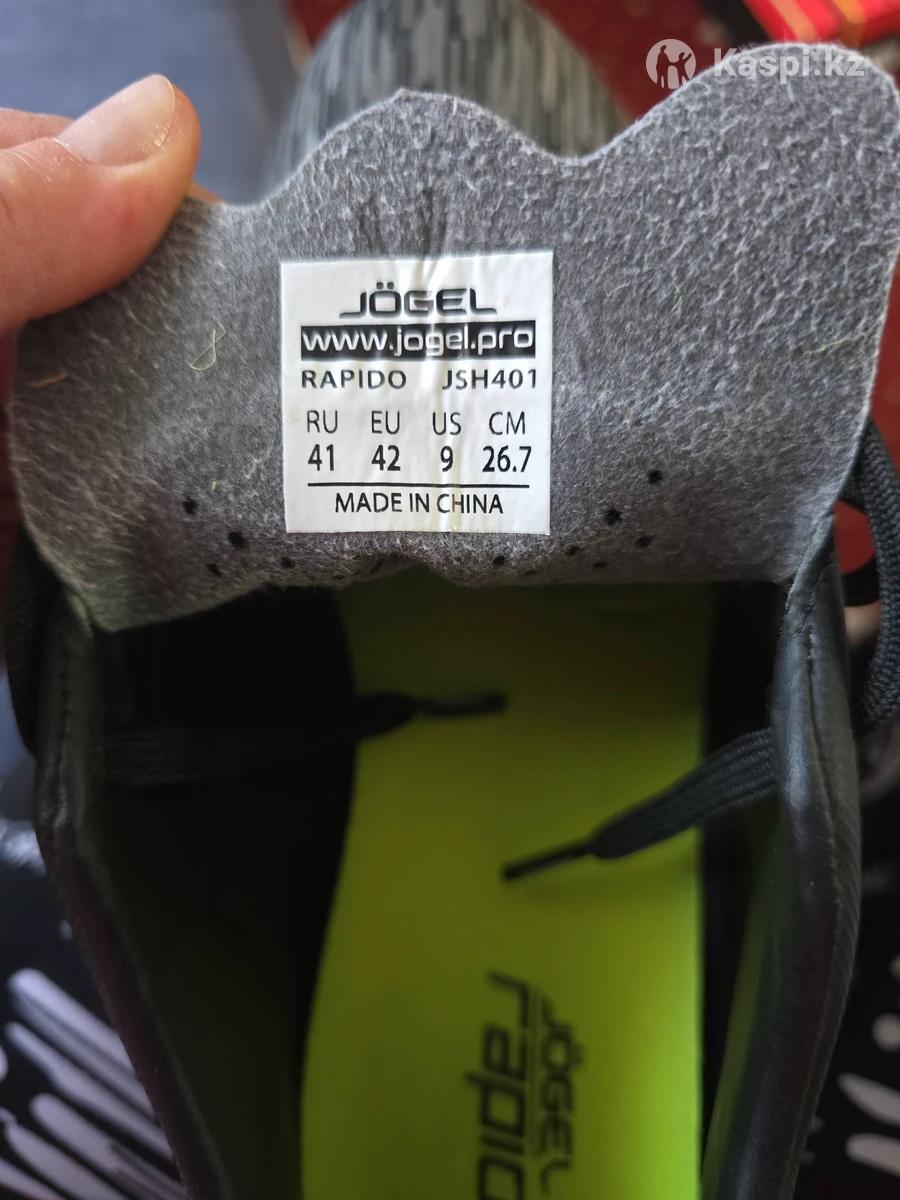 Kaspi.kz
JÖGEL
www.jogel.pro
RAPIDO JSH401
RU EU US CM
41 42 9 26.7
MADE IN CHINA
JÖGEL
rapid